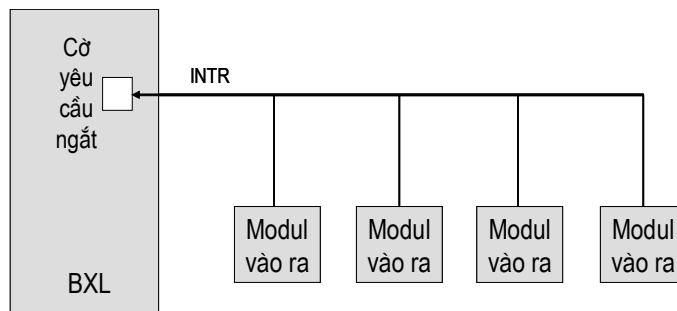 Cờ
yêu
cầu
ngắt
INTR
BXL
Modul
vào ra
Modul
vào ra
Modul
vào ra
Modul
vào ra